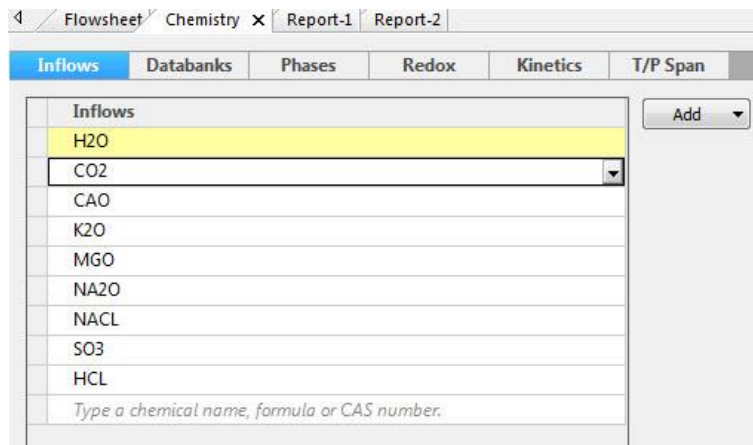 Flowsheet Chemistry X Report-1 Report-2
Inflows Databanks Phases Redox Kinetics T/P Span
Inflows
Add
H2O
CO2
CAO
K2O
MGO
NA2O
NACL
SO3
HCL
Type a chemical name, formula or CAS number.